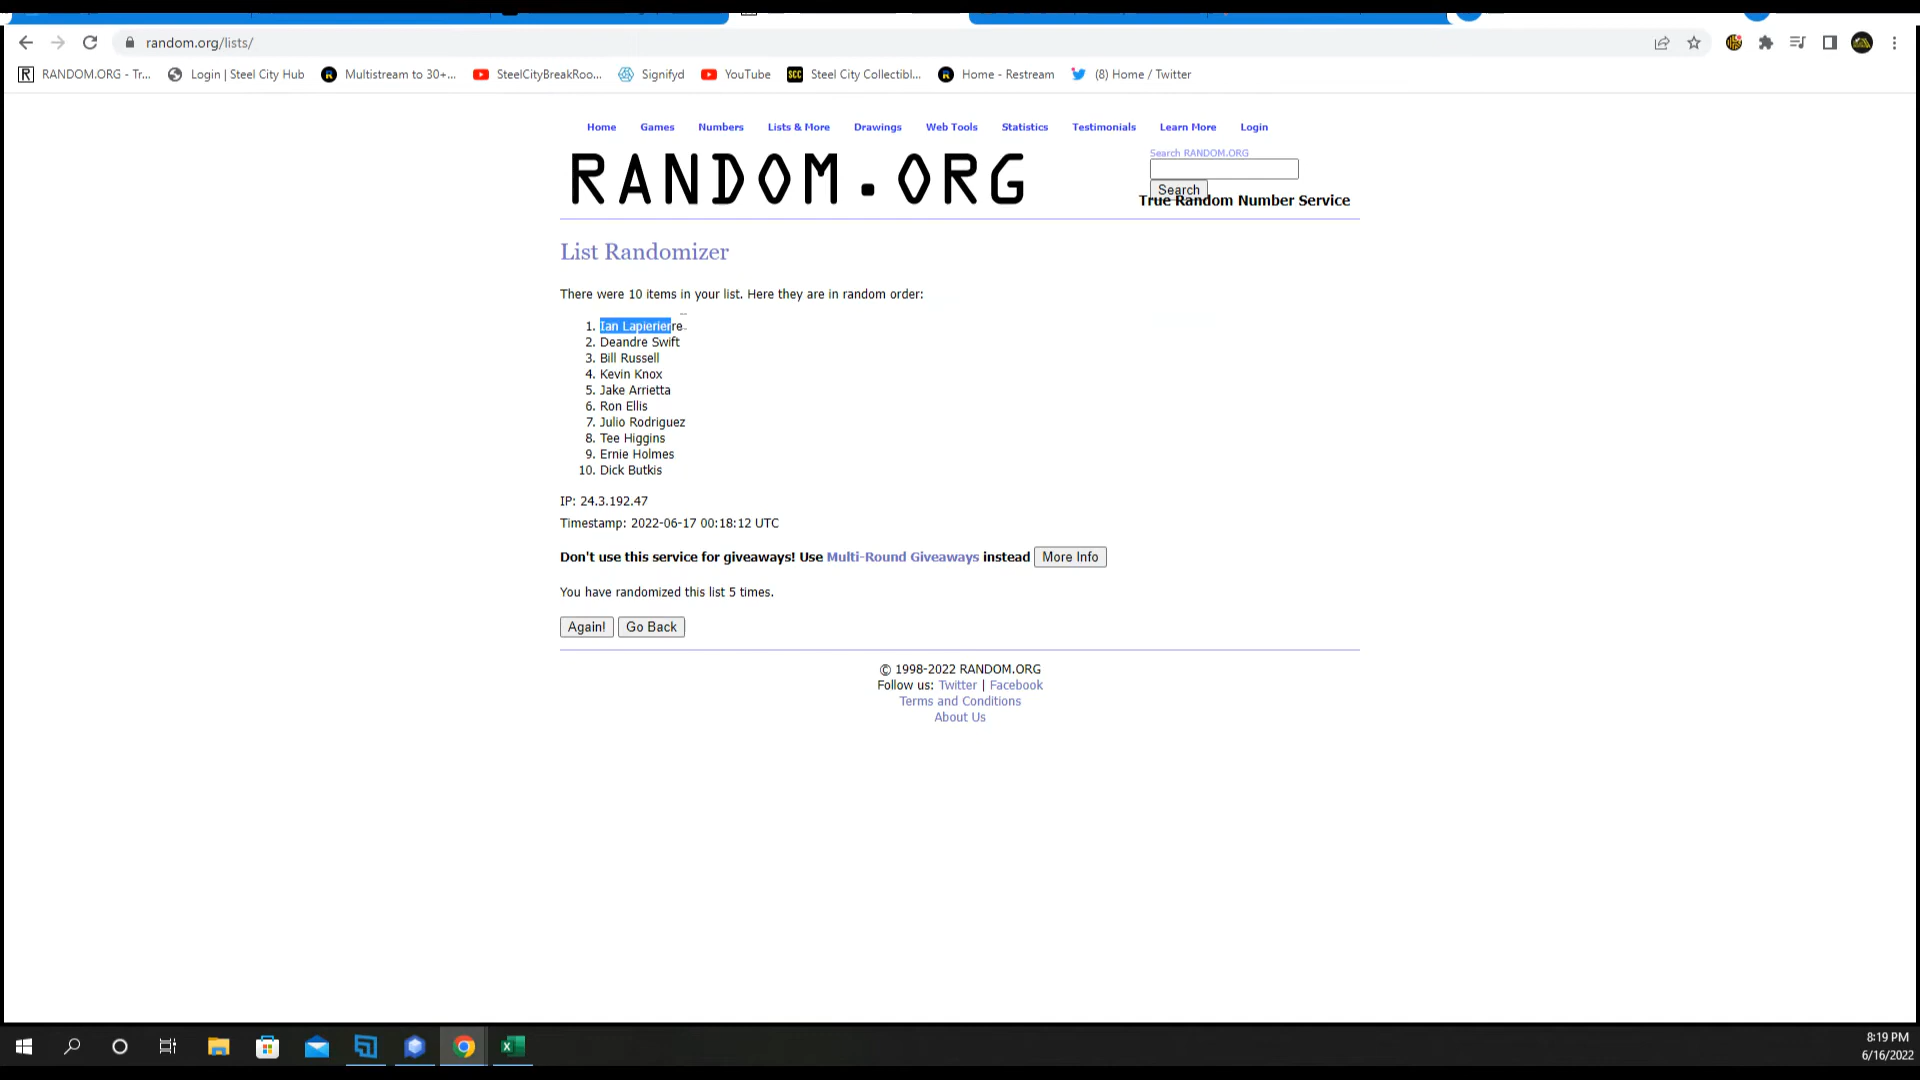 random.org/lists/
RANDOM.ORG - Tr...
Login | Steel City Hub
Multistream to 30+...
SteelCityBreakRoo...
Signifyd
YouTube
SCC
Steel City Collectibl...
Home - Restream
(8) Home / Twitter
Home Games Numbers Lists & More Drawings Web Tools Statistics Testimonials Learn More Login
RANDOM.ORG
Search RANDOM.ORG
Search
True Random Number Service
List Randomizer
There were 10 items in your list. Here they are in random order:
1. Ian Lapierierre
2. Deandre Swift
3. Bill Russell
4. Kevin Knox
5. Jake Arrietta
6. Ron Ellis
7. Julio Rodriguez
8. Tee Higgins
9. Ernie Holmes
10. Dick Butkis
IP: 24.3.192.47
Timestamp: 2022-06-17 00:18:12 UTC
Don't use this service for giveaways! Use Multi-Round Giveaways instead More Info
You have randomized this list 5 times.
Again! Go Back
© 1998-2022 RANDOM.ORG
Follow us: Twitter | Facebook
Terms and Conditions
About Us
8:19 PM
6/16/2022